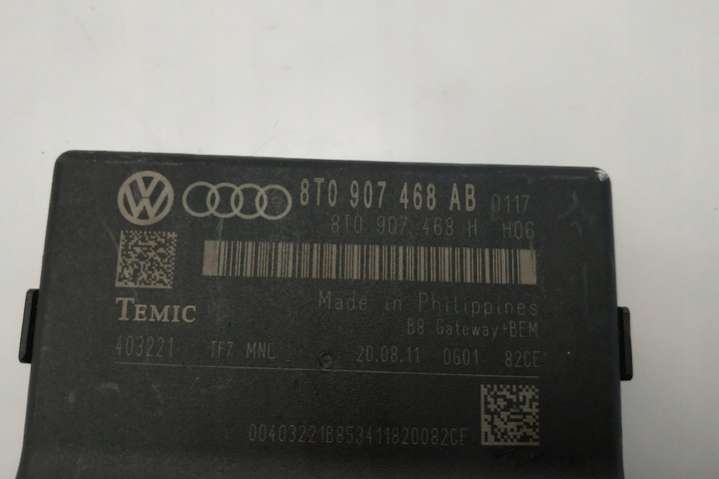 8T0 907 468 AB 0117
8T0 907 468 H H06
Made in Philippines
TEMIC
B8 Gateway+BEM
403221 TF7 MNC 20.08.11 0G01 82CE
00403221B853411820082CE